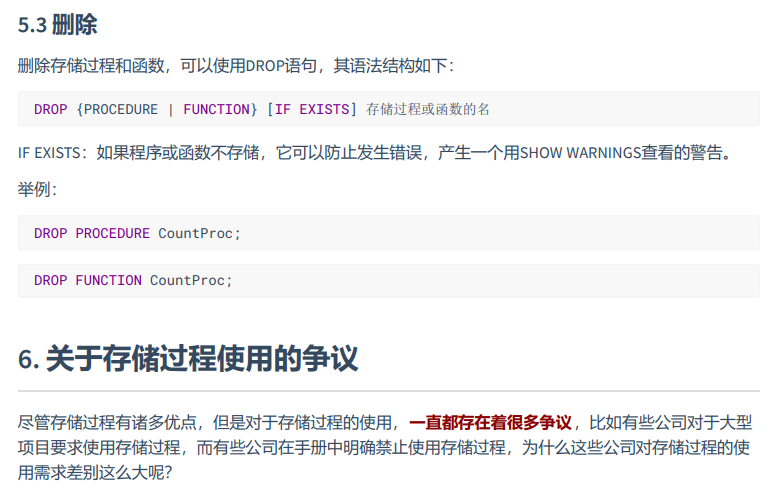 5.3 删除
删除存储过程和函数，可以使用DROP语句，其语法结构如下：
DROP {PROCEDURE | FUNCTION} [IF EXISTS] 存储过程或函数的名
IF EXISTS：如果程序或函数不存储，它可以防止发生错误，产生一个用SHOW WARNINGS查看的警告。
举例：
DROP PROCEDURE CountProc;
DROP FUNCTION CountProc;
6. 关于存储过程使用的争议
尽管存储过程有诸多优点，但是对于存储过程的使用，一直都存在着很多争议，比如有些公司对于大型
项目要求使用存储过程，而有些公司在手册中明确禁止使用存储过程，为什么这些公司对存储过程的使
用需求差别这么大呢？